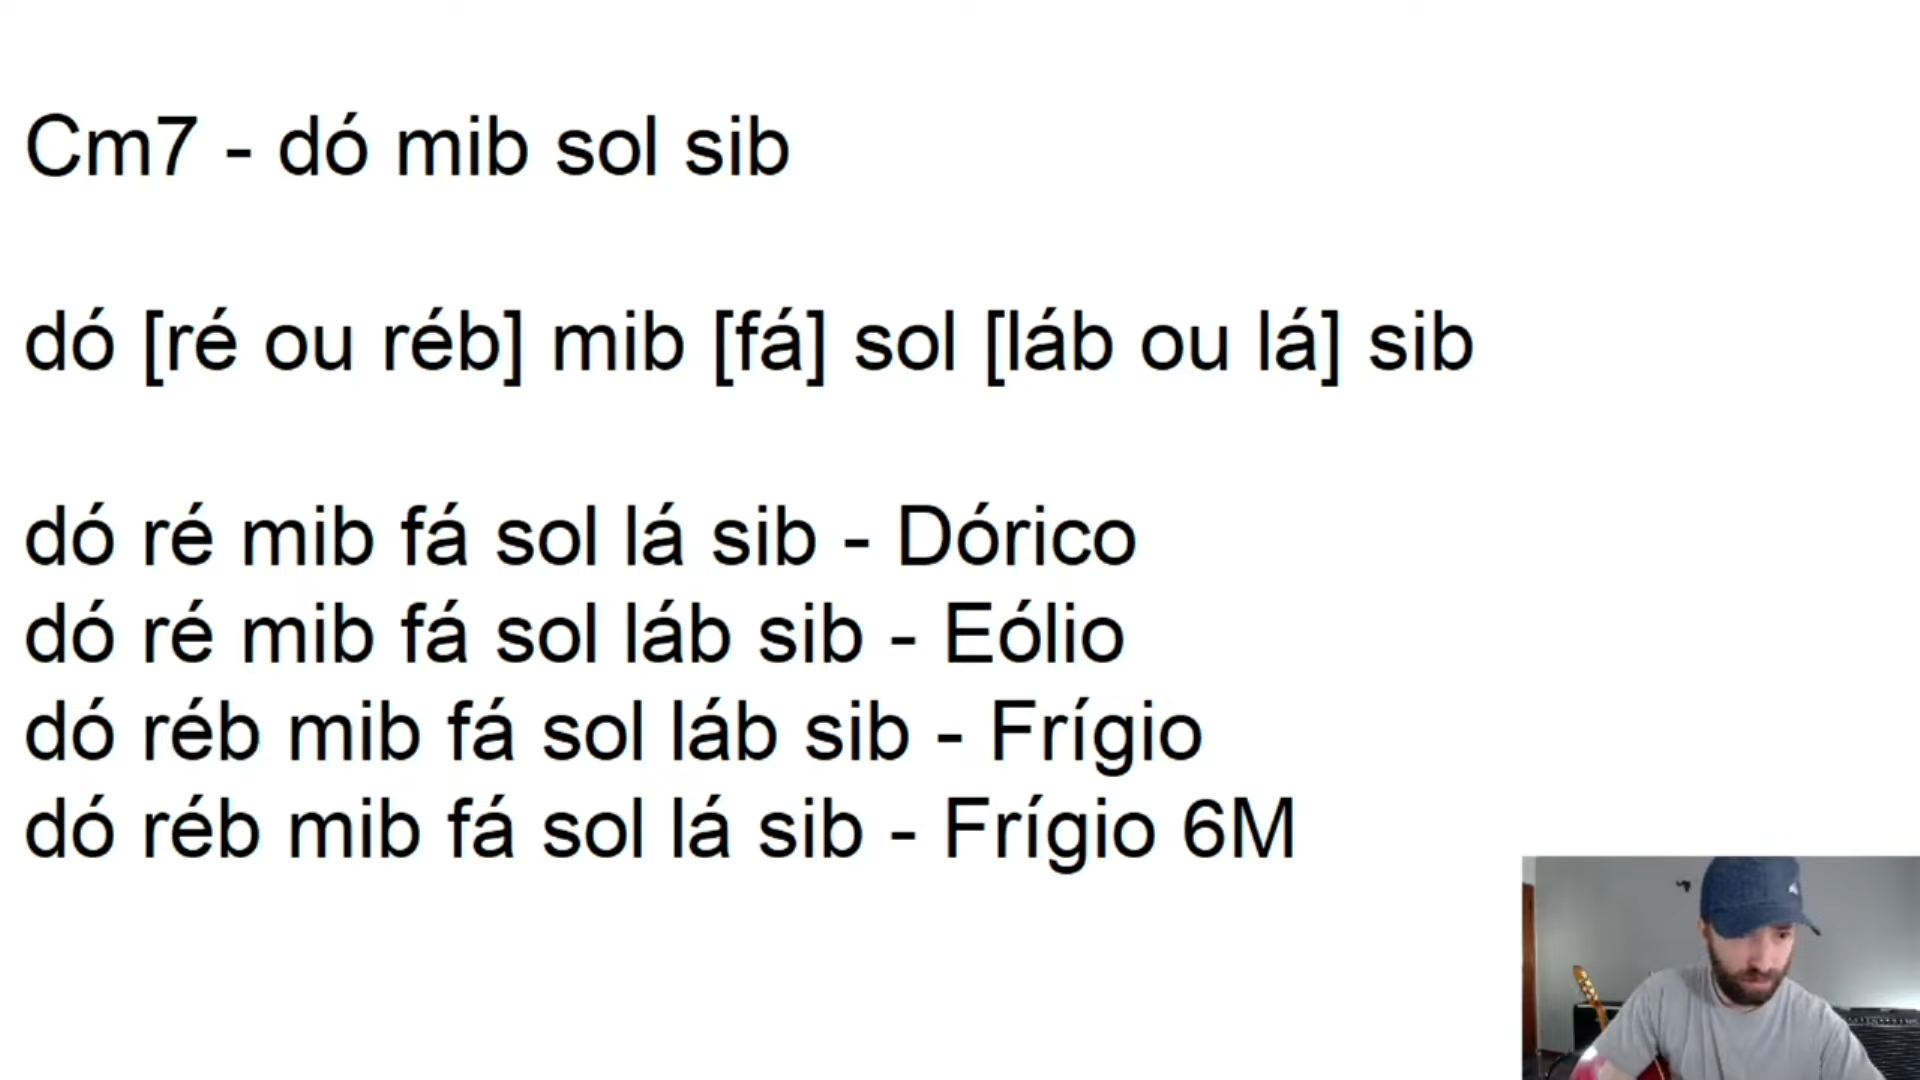 Cm7 - dó mib sol sib
dó [ré ou réb] mib [fá] sol [láb ou lá] sib
dó ré mib fá sol lá sib - Dórico
dó ré mib fá sol láb sib - Eólio
dó réb mib fá sol láb sib - Frígio
dó réb mib fá sol lá sib - Frígio 6M